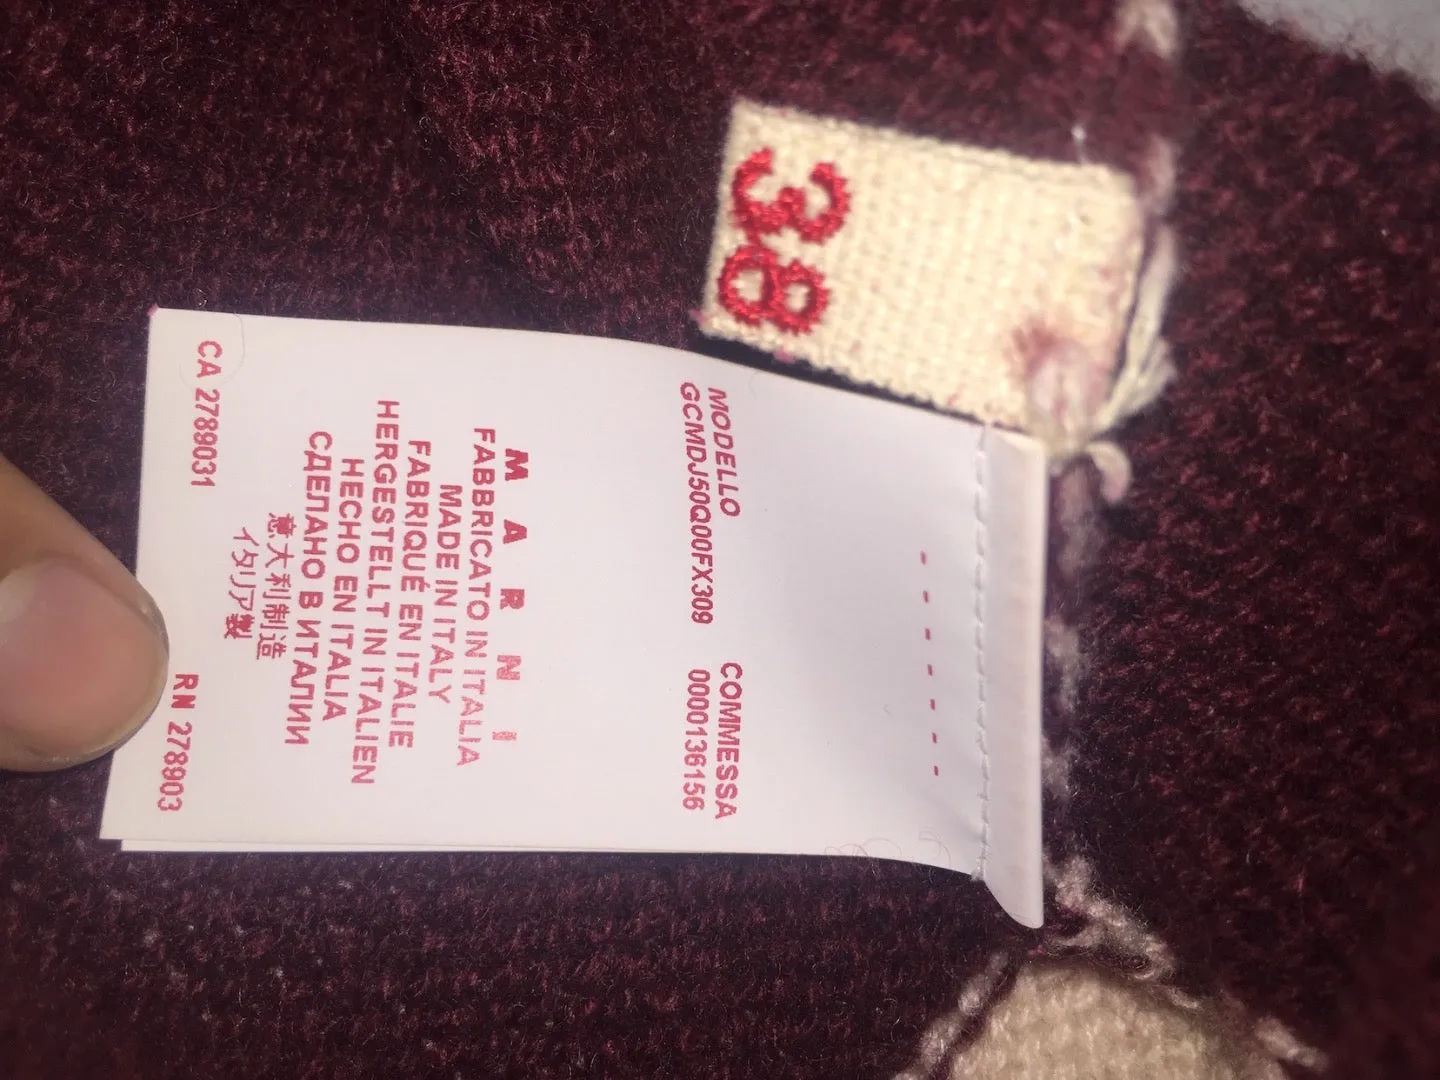 38
MODELLO
GCMDJ50Q00FX309
COMMESSA
0000136156
MARNI
FABBRICATO IN ITALIA
MADE IN ITALY
FABRIQUÉ EN ITALIE
HERGESTELLT IN ITALIEN
HECHO EN ITALIA
СДЕЛАНО В ИТАЛИИ
意大利制造
イタリア製
CA 2789031
RN 278903